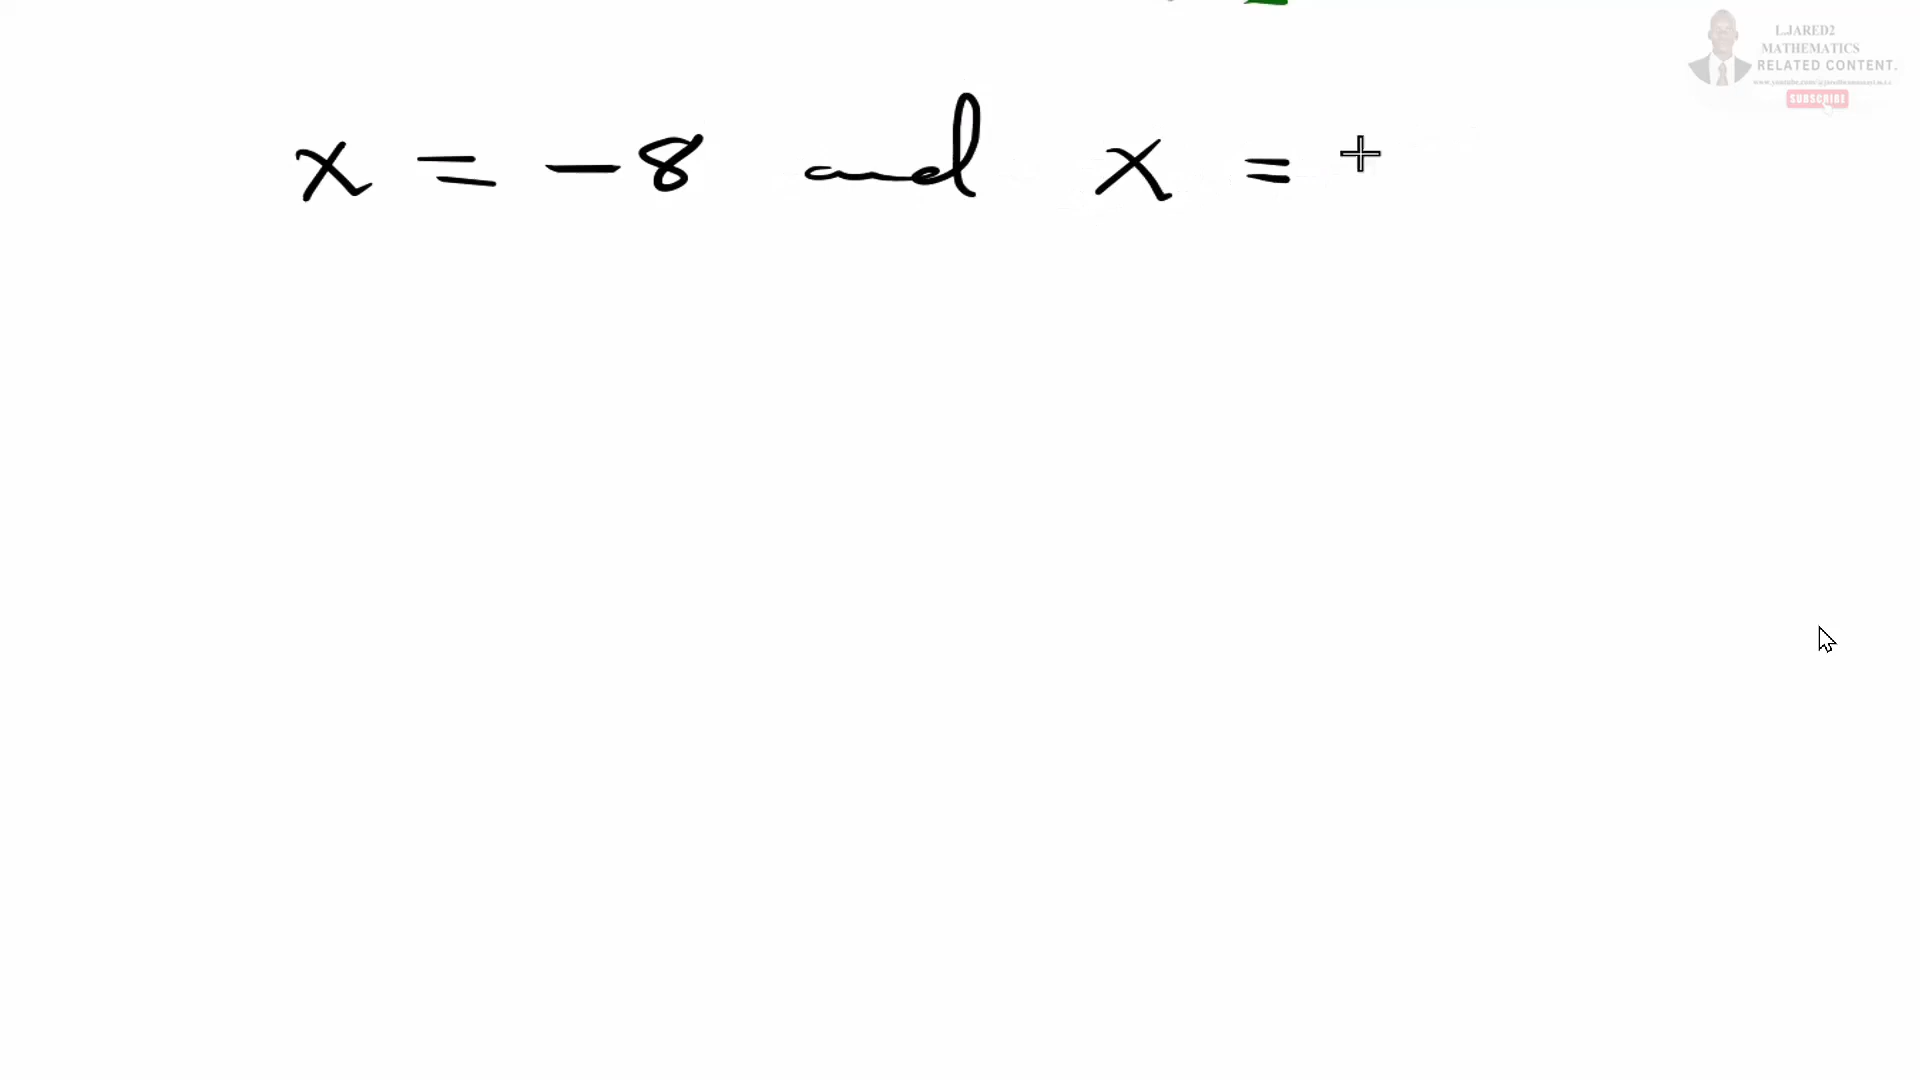 L.JARED2
MATHEMATICS
RELATED CONTENT.
SUBSCRIBE
x = -8 and x =